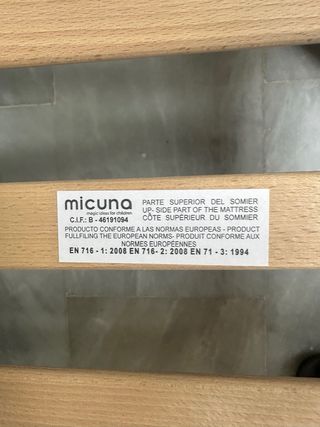 micuna
magic ideas for children
C.I.F.: B - 46191094
PARTE SUPERIOR DEL SOMIER
UP- SIDE PART OF THE MATTRESS
CÔTE SUPÉRIEUR DU SOMMIER
PRODUCTO CONFORME A LAS NORMAS EUROPEAS - PRODUCT
FULLFILING THE EUROPEAN NORMS- PRODUIT CONFORME AUX
NORMES EUROPÉENNES
EN 716 - 1: 2008 EN 716- 2: 2008 EN 71 - 3: 1994